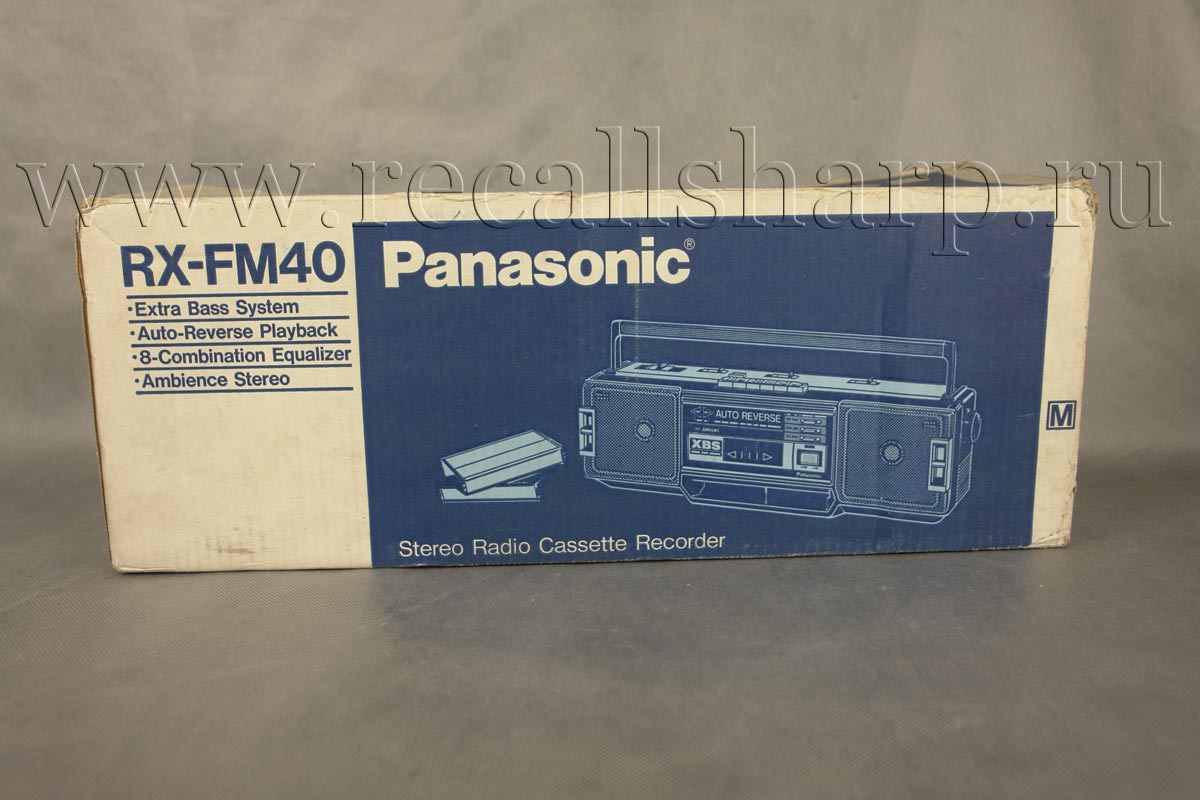 www.recallsharp.ru
RX-FM40
·Extra Bass System
·Auto-Reverse Playback
·8-Combination Equalizer
·Ambience Stereo
Panasonic®
AUTO REVERSE
XBS
Panasonic
Stereo Radio Cassette Recorder
M